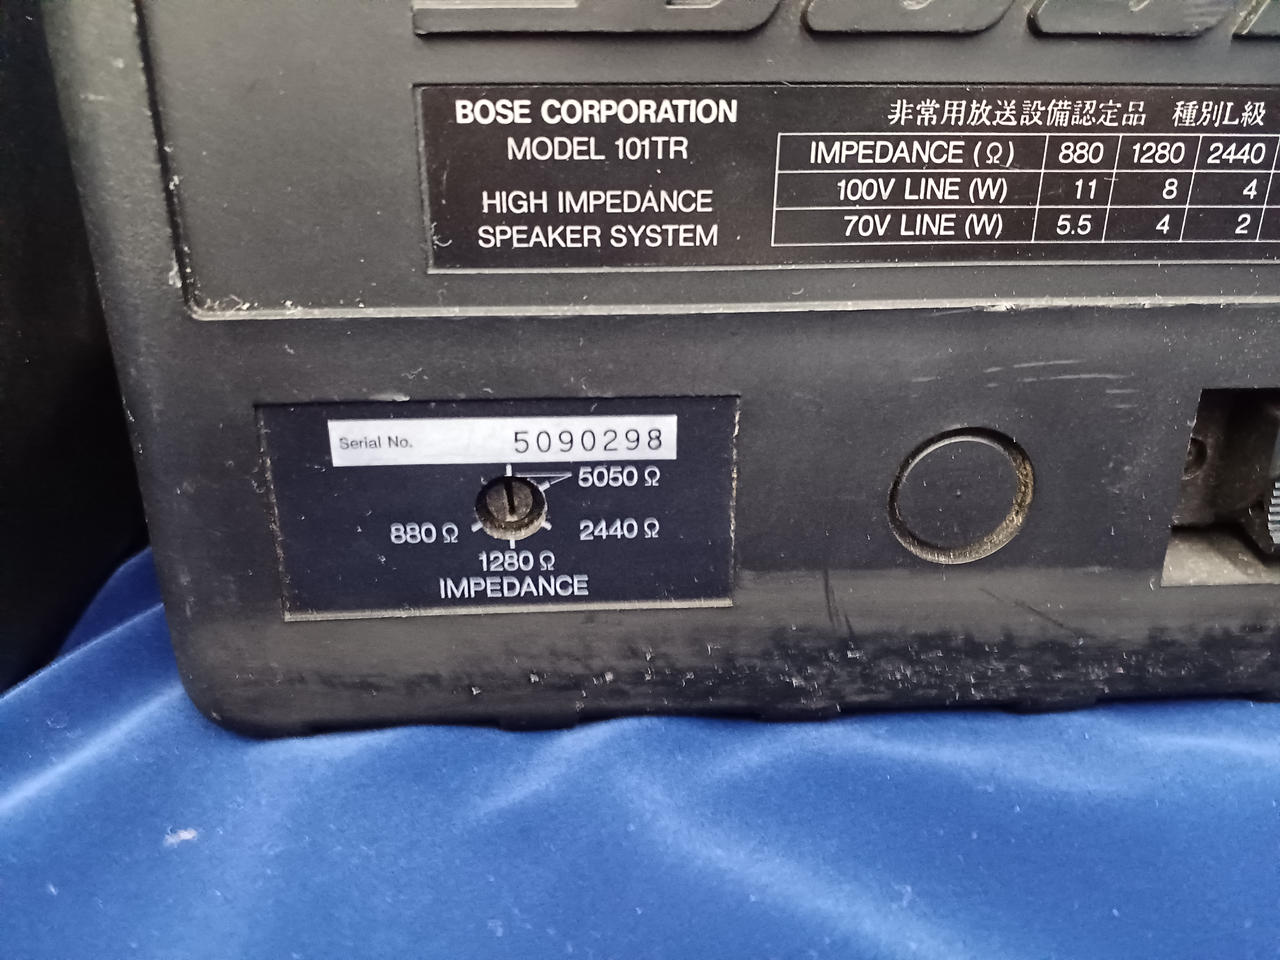 BOSE CORPORATION
MODEL 101TR
HIGH IMPEDANCE
SPEAKER SYSTEM
非常用放送設備認定品 種別L級
IMPEDANCE (Ω) 880 1280 2440
100V LINE (W) 11 8 4
70V LINE (W) 5.5 4 2
Serial No. 5090298
5050 Ω
880 Ω 2440 Ω
1280 Ω
IMPEDANCE